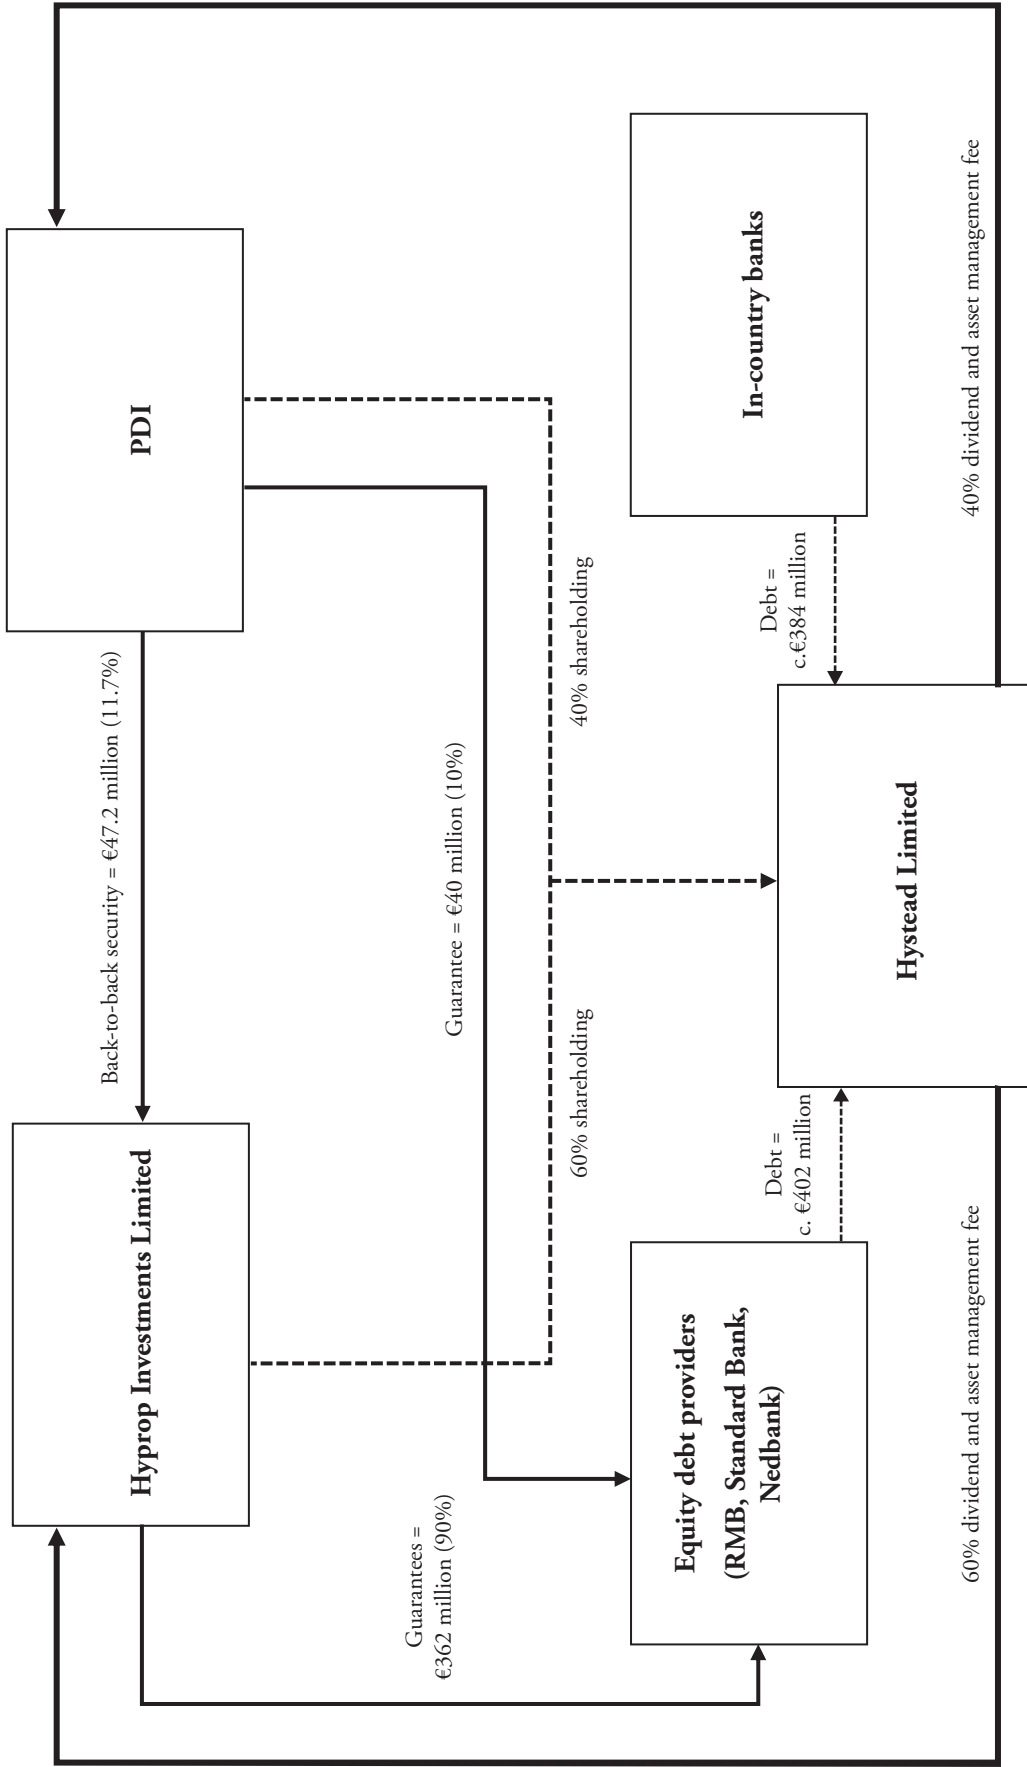 Hyprop Investments Limited
Back-to-back security = €47.2 million (11.7%)
PDI
Guarantees =
€362 million (90%)
Guarantee = €40 million (10%)
60% shareholding
40% shareholding
Equity debt providers
(RMB, Standard Bank,
Nedbank)
Debt =
c. €402 million
Debt =
c.€384 million
In-country banks
Hystead Limited
60% dividend and asset management fee
40% dividend and asset management fee